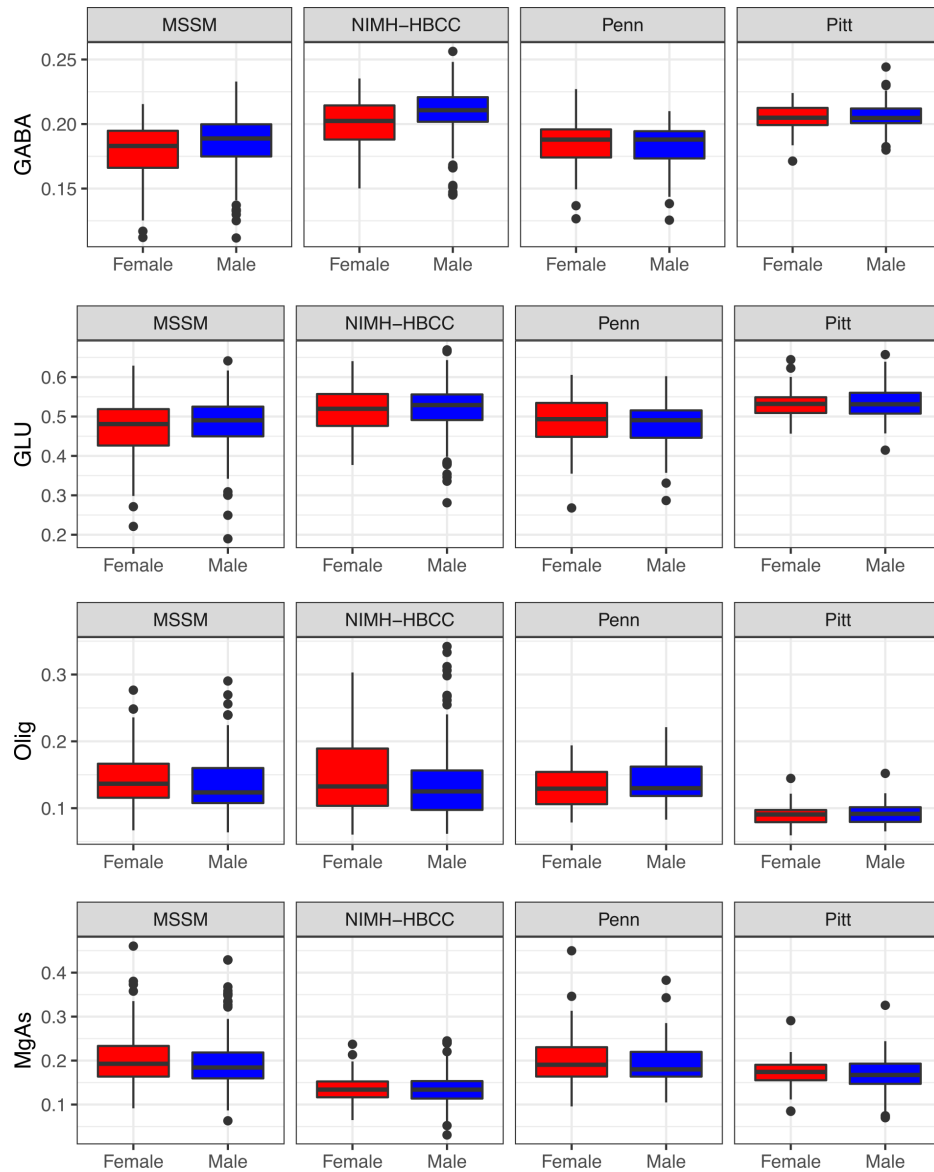 MSSM NIMH−HBCC Penn Pitt
GABA
0.25
0.20
0.15
Female Male Female Male Female Male Female Male
MSSM NIMH−HBCC Penn Pitt
GLU
0.6
0.5
0.4
0.3
0.2
Female Male Female Male Female Male Female Male
MSSM NIMH−HBCC Penn Pitt
Olig
0.3
0.2
0.1
Female Male Female Male Female Male Female Male
MSSM NIMH−HBCC Penn Pitt
MgAs
0.4
0.3
0.2
0.1
Female Male Female Male Female Male Female Male